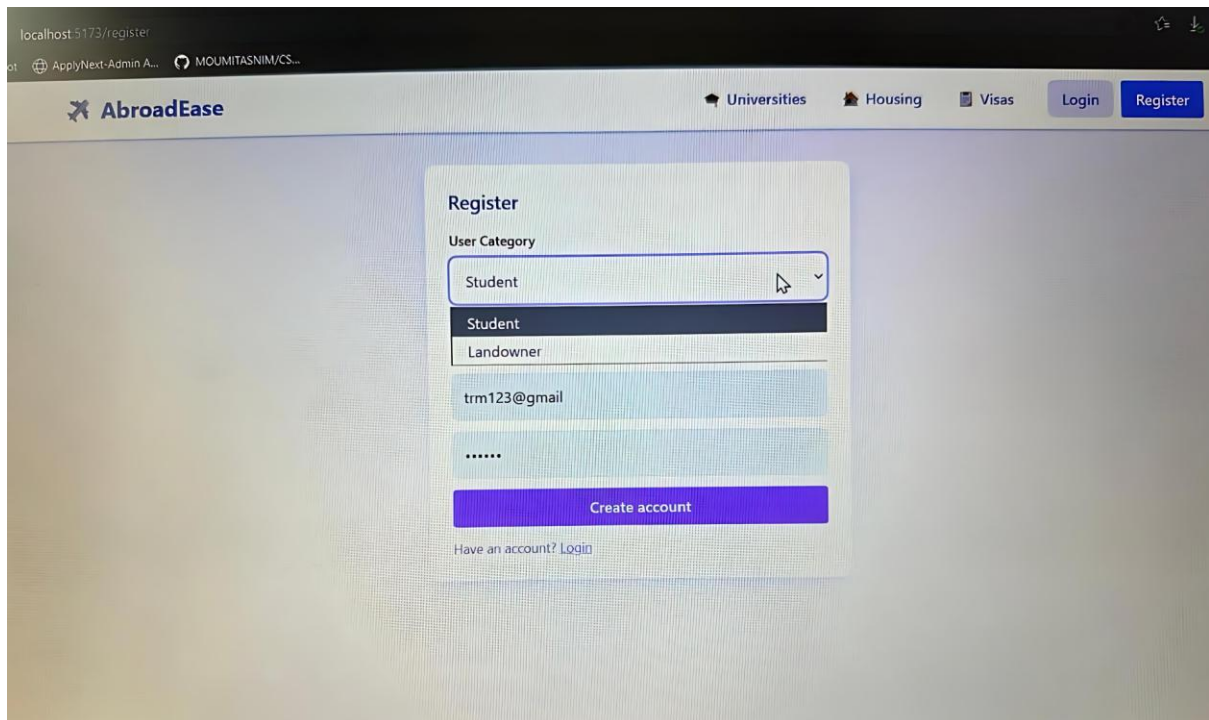 localhost:5173/register
ot ApplyNext-Admin A... MOUMITASNIM/CS...
AbroadEase Universities Housing Visas Login Register
Register
User Category
Student
Student
Landowner
trm123@gmail
••••••
Create account
Have an account? Login